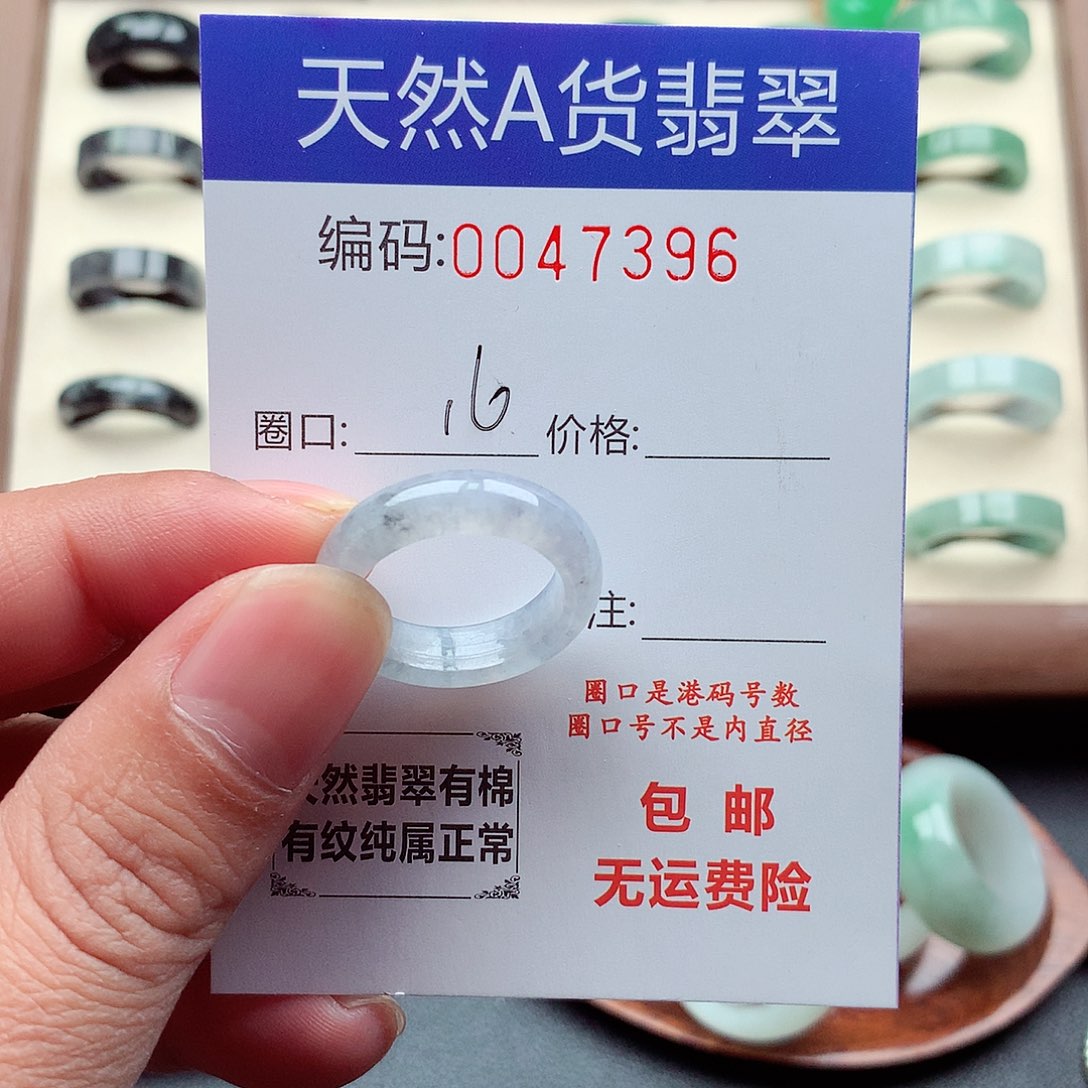 天然A货翡翠
编码:0047396
圈口: 16 价格:
注:
圈口是港码号数
圈口号不是内直径
然翡翠有棉
有纹纯属正常
包 邮
无运费险